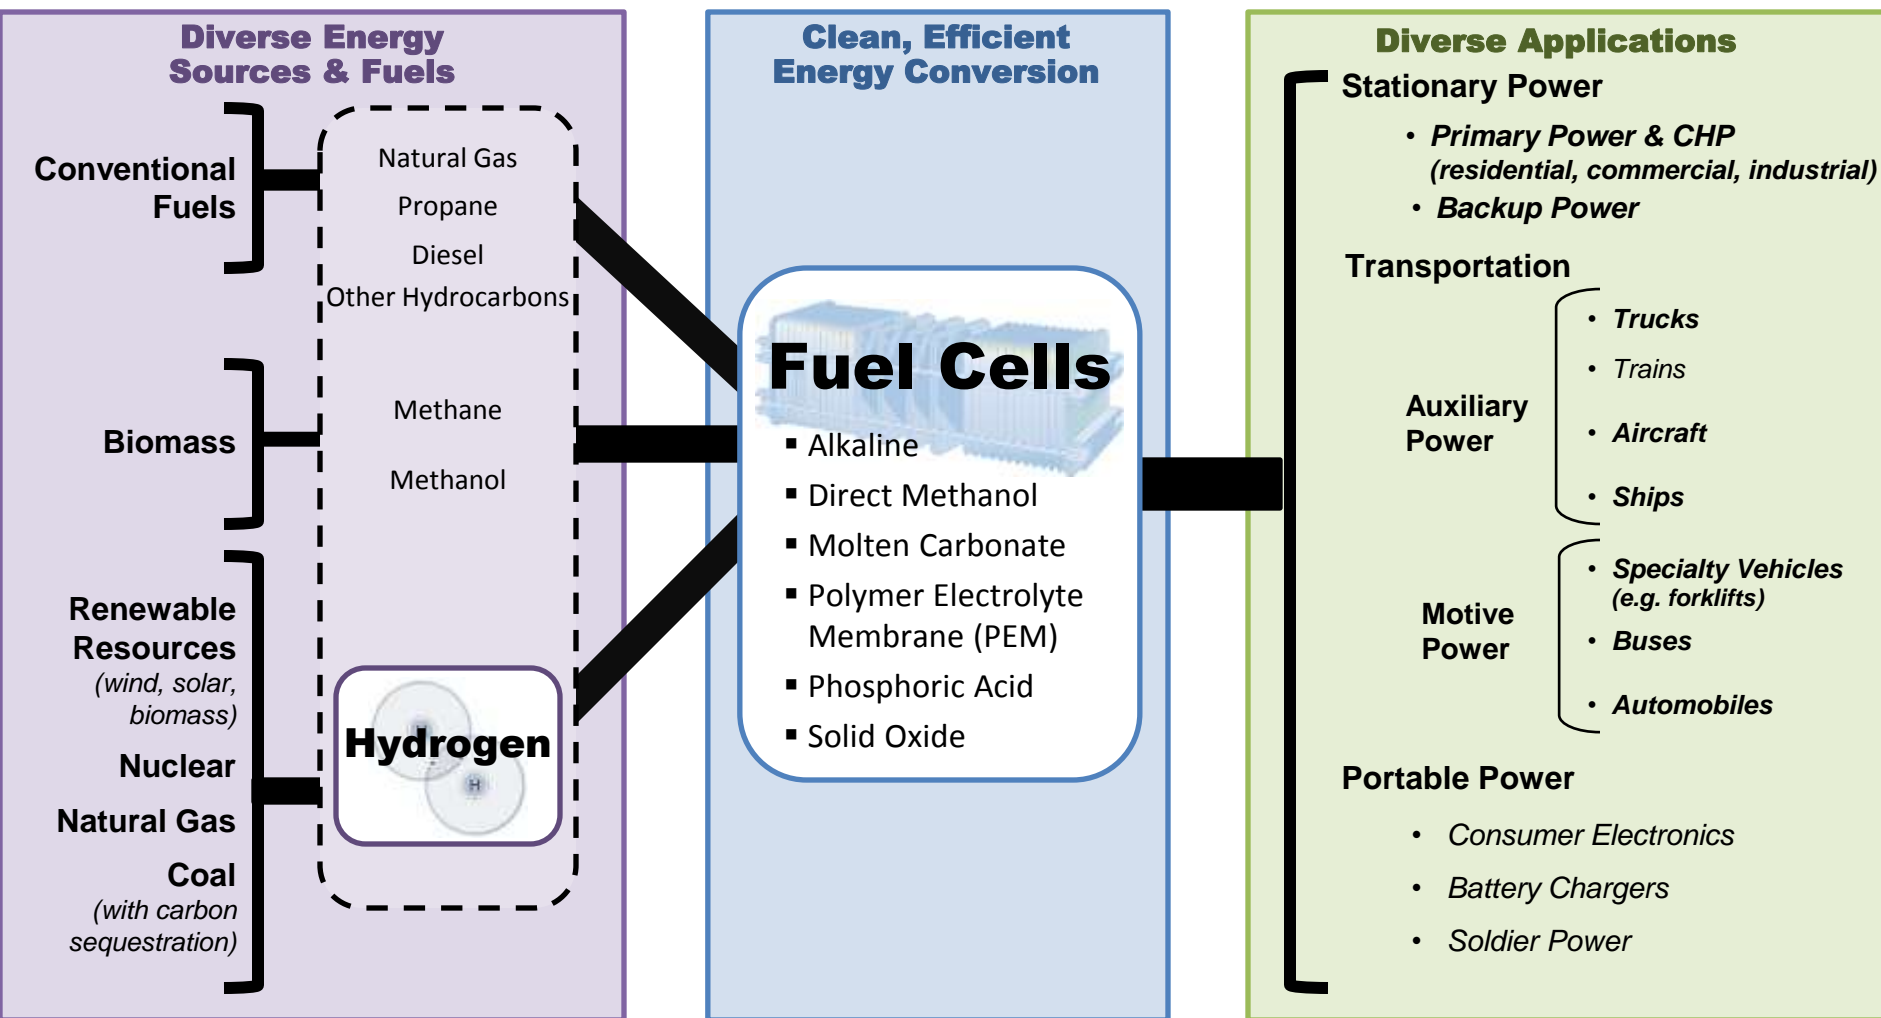 Diverse Energy
Sources & Fuels
Conventional
Fuels
Natural Gas
Propane
Diesel
Other Hydrocarbons
Biomass
Methane
Methanol
Renewable
Resources
(wind, solar,
biomass)
Nuclear
Natural Gas
Coal
(with carbon
sequestration)
Hydrogen
H
H
Clean, Efficient
Energy Conversion
Fuel Cells
▪ Alkaline
▪ Direct Methanol
▪ Molten Carbonate
▪ Polymer Electrolyte
Membrane (PEM)
▪ Phosphoric Acid
▪ Solid Oxide
Diverse Applications
Stationary Power
• Primary Power & CHP
(residential, commercial, industrial)
• Backup Power
Transportation
Auxiliary
Power
• Trucks
• Trains
• Aircraft
• Ships
Motive
Power
• Specialty Vehicles
(e.g. forklifts)
• Buses
• Automobiles
Portable Power
• Consumer Electronics
• Battery Chargers
• Soldier Power